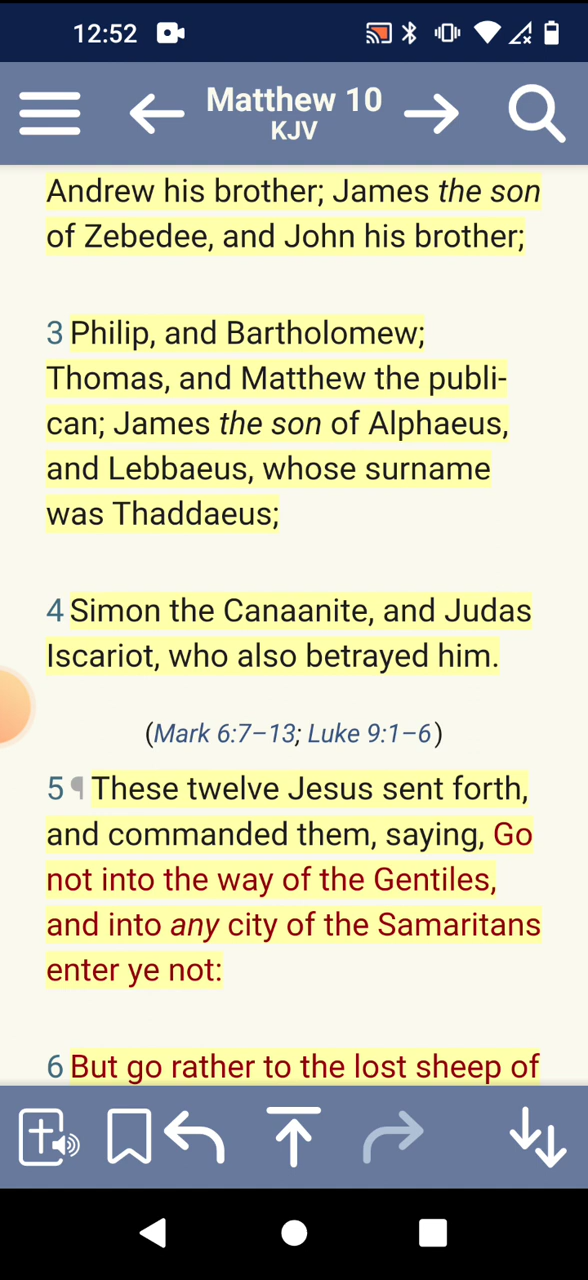 12:52
Matthew 10
KJV
Andrew his brother; James the son
of Zebedee, and John his brother;
3 Philip, and Bartholomew;
Thomas, and Matthew the publi-
can; James the son of Alphaeus,
and Lebbaeus, whose surname
was Thaddaeus;
4 Simon the Canaanite, and Judas
Iscariot, who also betrayed him.
(Mark 6:7–13; Luke 9:1–6)
5 ¶ These twelve Jesus sent forth,
and commanded them, saying, Go
not into the way of the Gentiles,
and into any city of the Samaritans
enter ye not:
6 But go rather to the lost sheep of